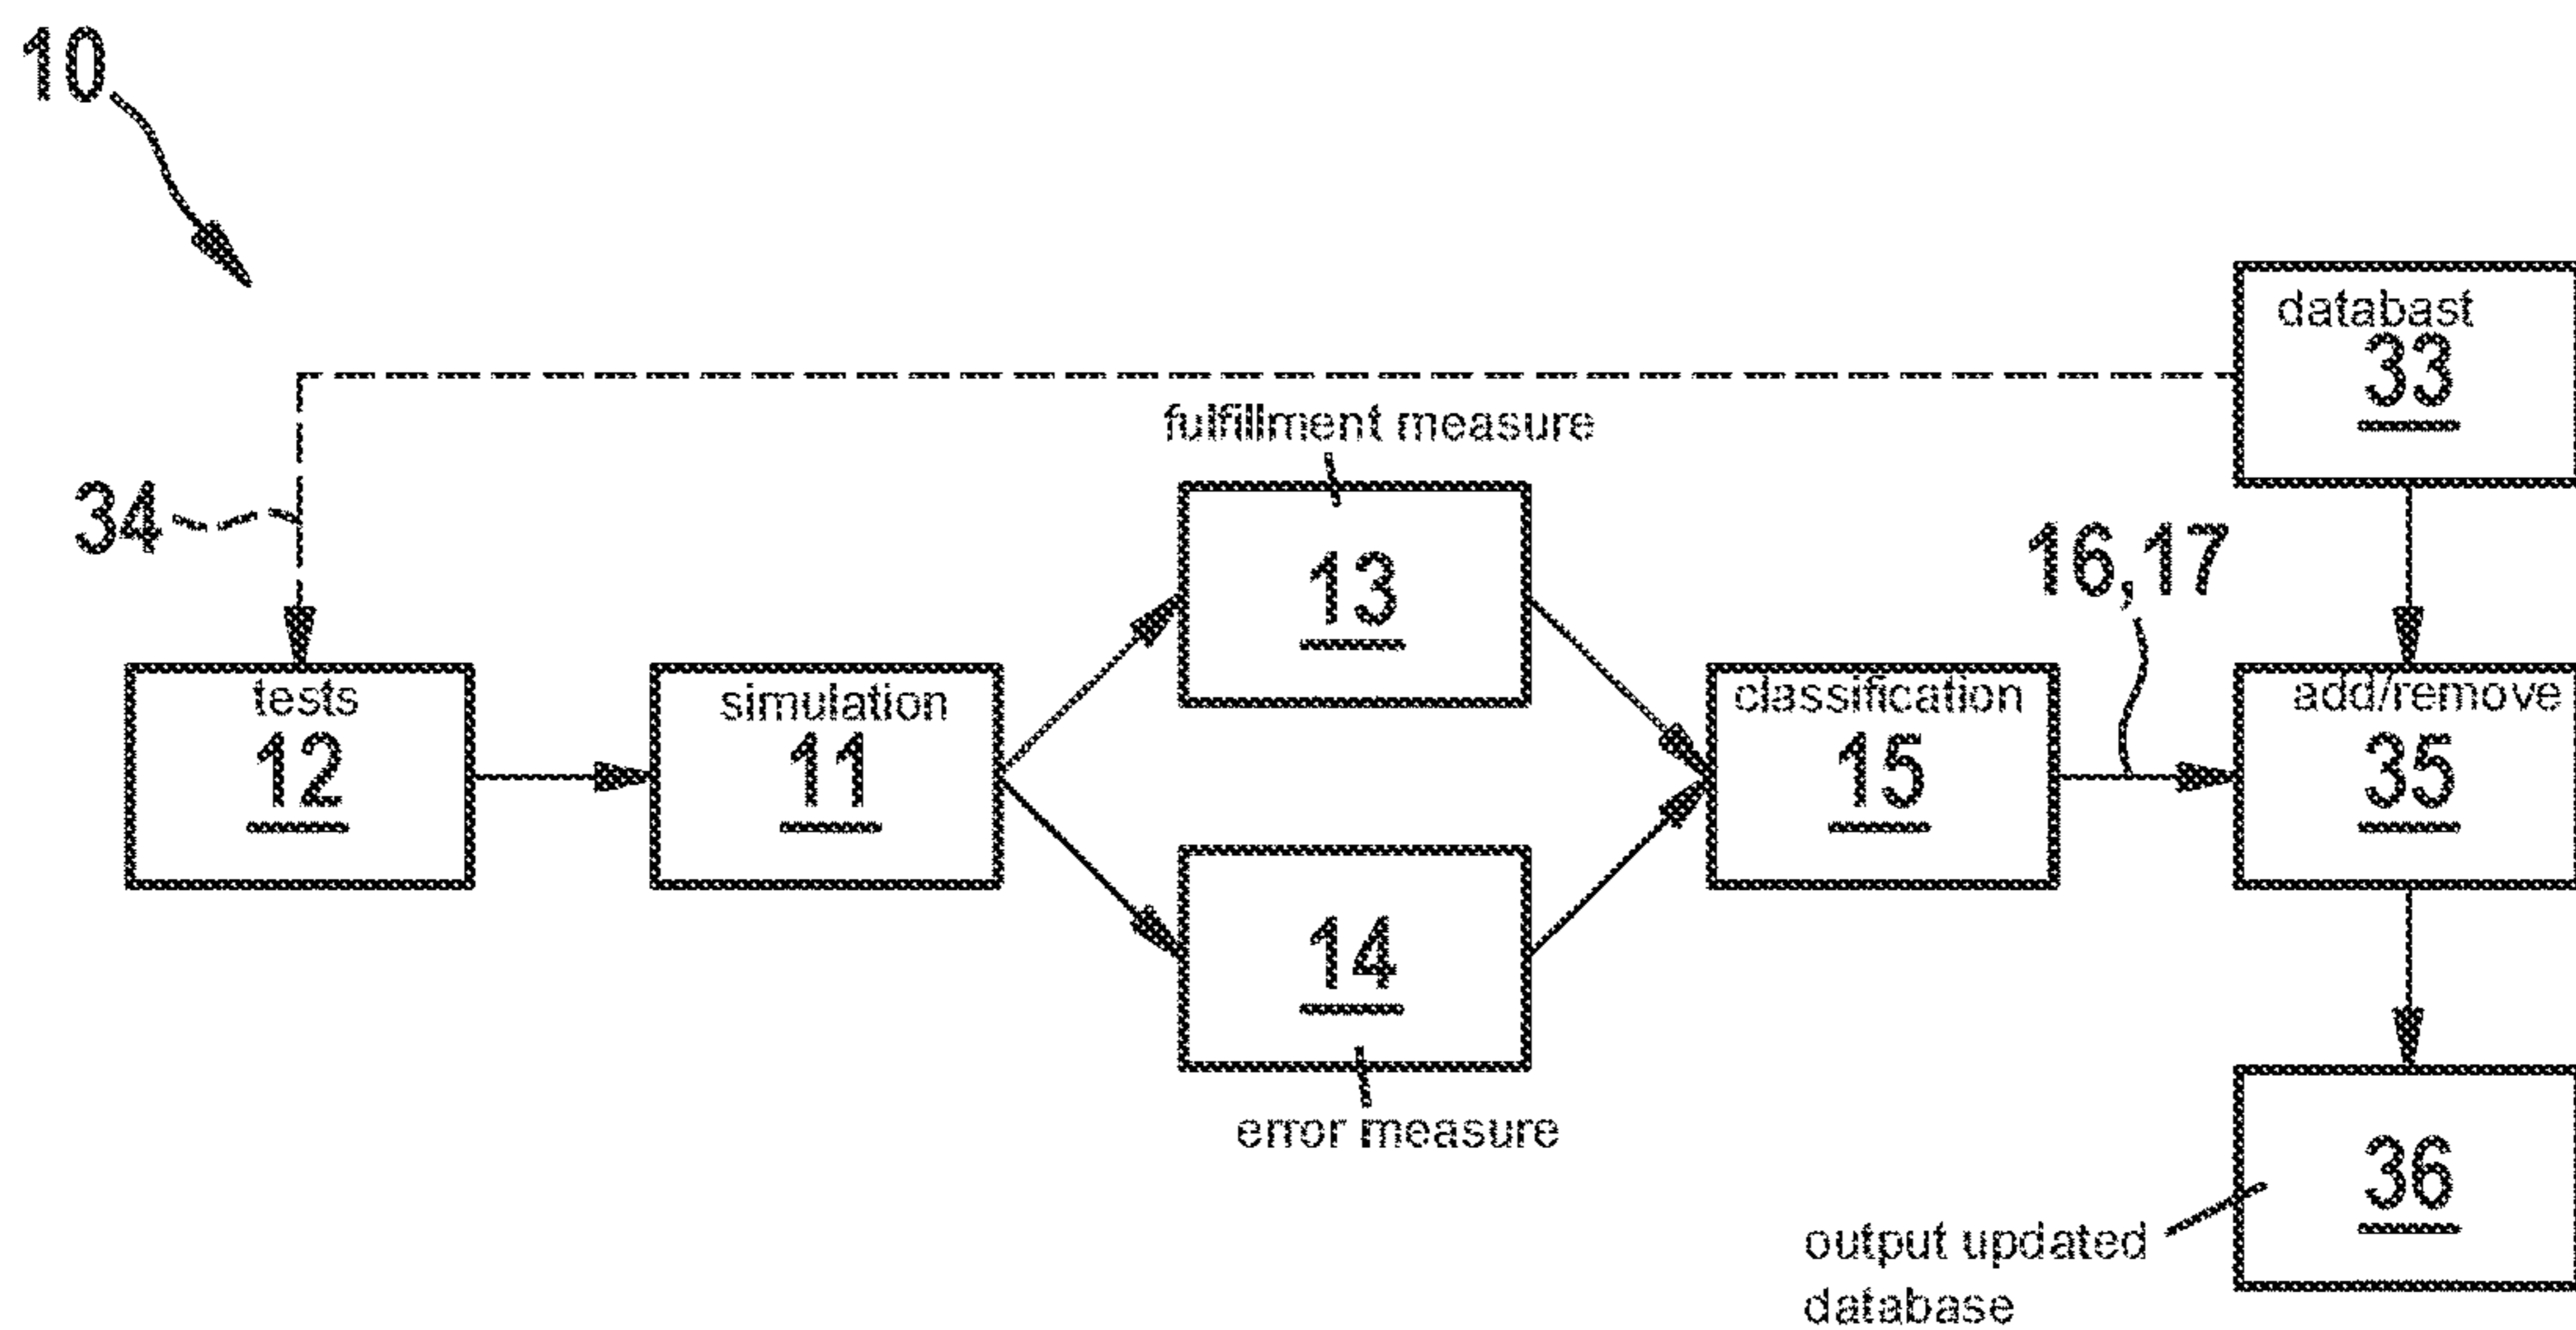 10
databast
33
fulfillment measure
34
13
16,17
tests
12
simulation
11
classification
15
add/remove
35
14
error measure
36
output updated
database